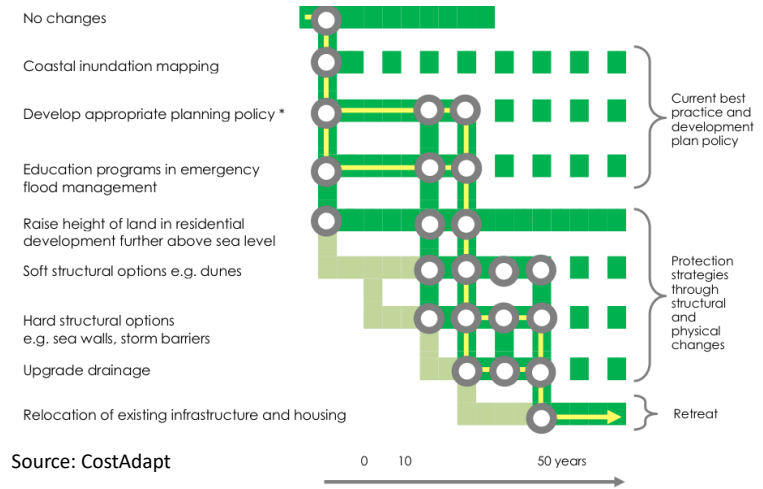 No changes
Coastal inundation mapping
Develop appropriate planning policy *
Education programs in emergency
flood management
Raise height of land in residential
development further above sea level
Soft structural options e.g. dunes
Hard structural options
e.g. sea walls, storm barriers
Upgrade drainage
Relocation of existing infrastructure and housing
Current best
practice and
development
plan policy
Protection
strategies
through
structural
and
physical
changes
Retreat
Source: CostAdapt
0 10 50 years